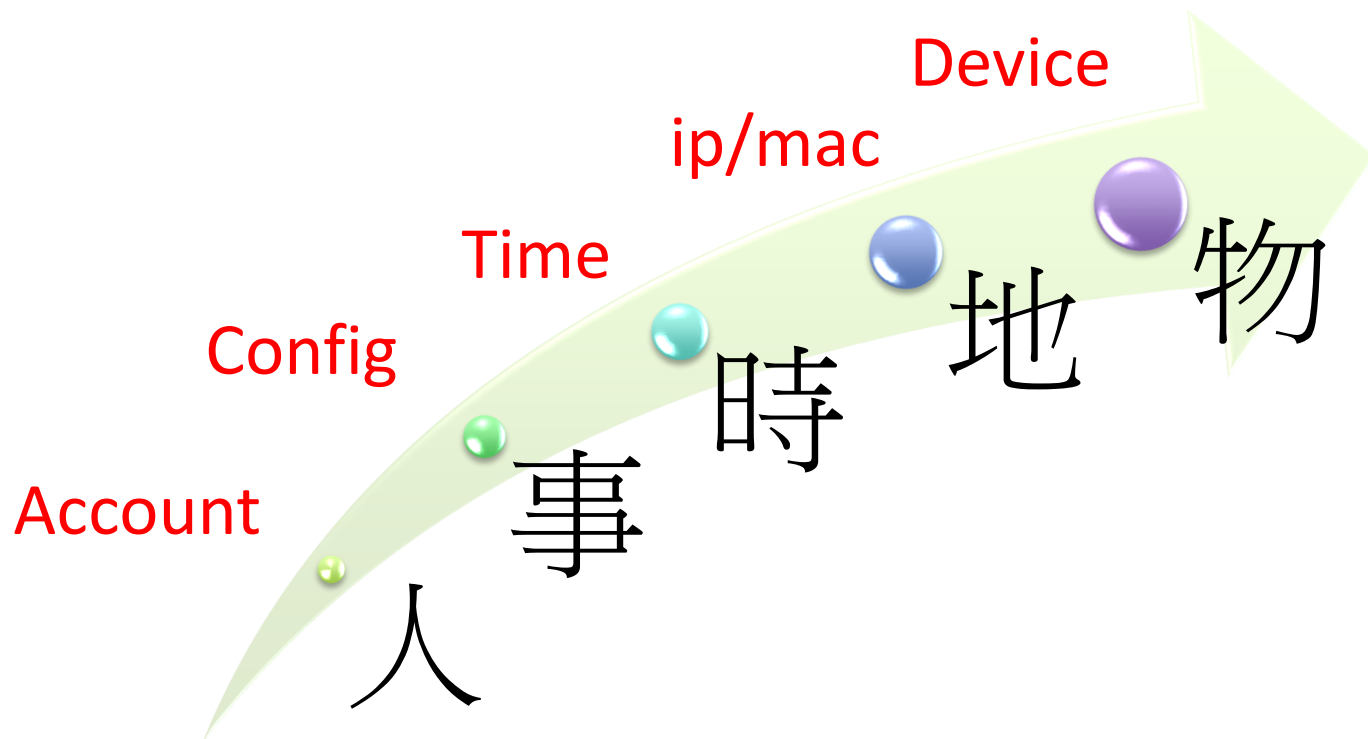 Device
ip/mac
Time
Config
Account
物
地
時
事
人